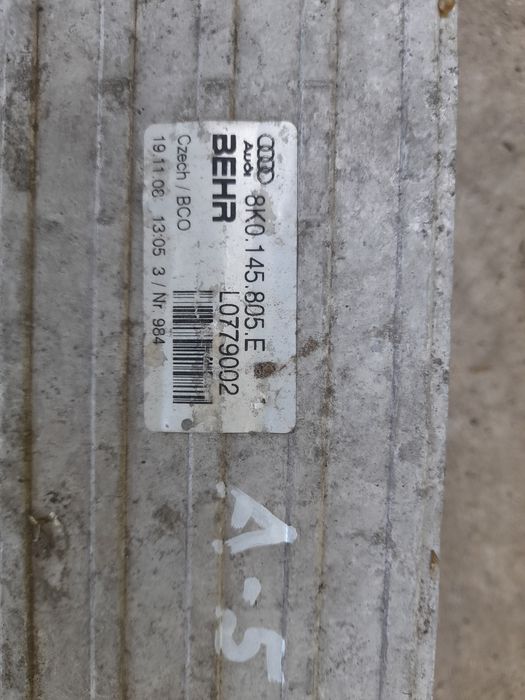 Audi 8K0.145.805.E
BEHR L0779002
Czech / BCO
19.11.08 13:05 3 / Nr. 984
A-5